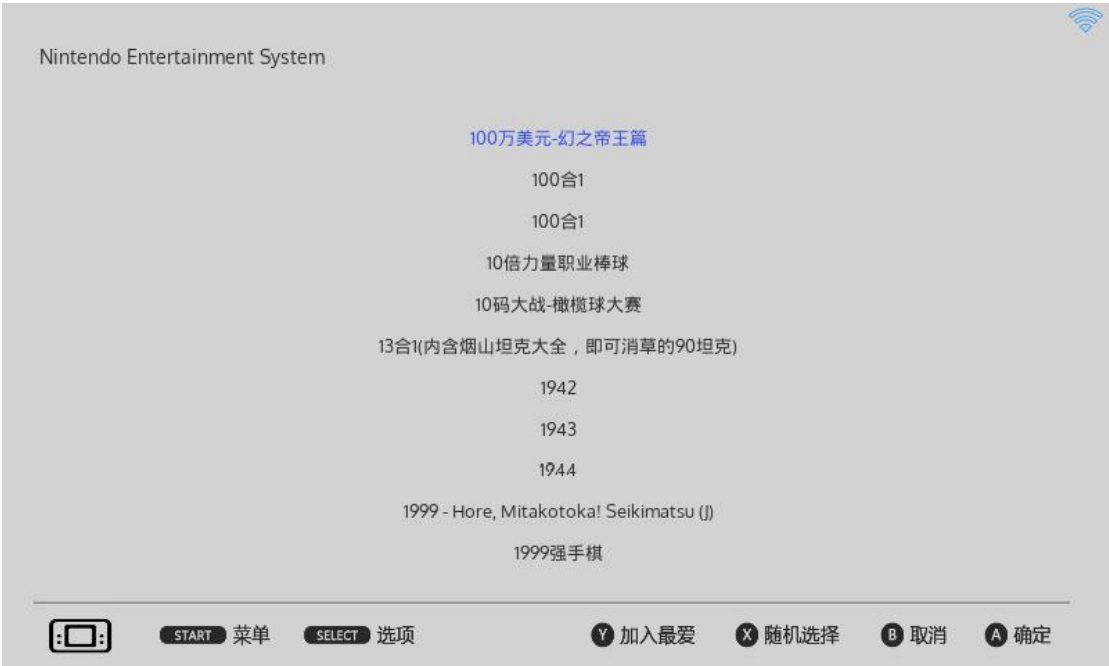 Nintendo Entertainment System
100万美元-幻之帝王篇
100合1
100合1
10倍力量职业棒球
10码大战-橄榄球大赛
13合1(内含烟山坦克大全，即可消草的90坦克)
1942
1943
1944
1999 - Hore, Mitakotoka! Seikimatsu (J)
1999强手棋
START 菜单 SELECT 选项 Y 加入最爱 X 随机选择 B 取消 A 确定